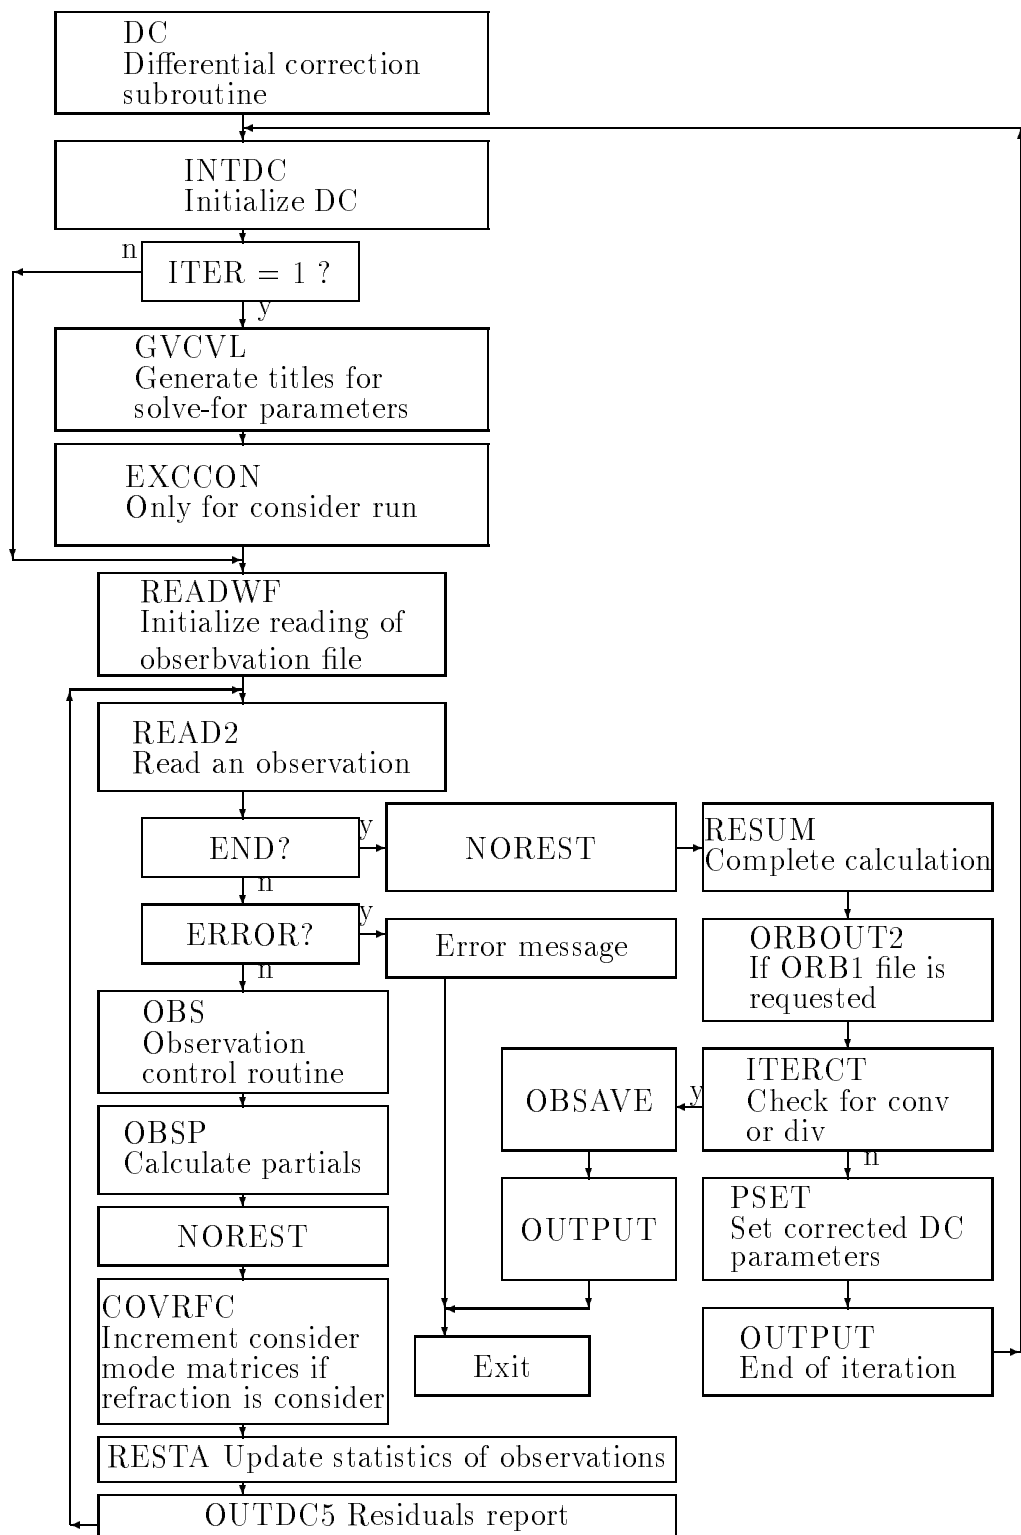 DC
Differential correction
subroutine
INTDC
Initialize DC
n
ITER = 1 ?
y
GVCVL
Generate titles for
solve-for parameters
EXCCON
Only for consider run
READWF
Initialize reading of
obserbvation file
READ2
Read an observation
END?
y
n
NOREST
RESUM
Complete calculation
ERROR?
y
n
Error message
ORBOUT2
If ORB1 file is
requested
OBS
Observation
control routine
OBSAVE
y
ITERCT
Check for conv
or div
n
OBSP
Calculate partials
OUTPUT
PSET
Set corrected DC
parameters
NOREST
COVRFC
Increment consider
mode matrices if
refraction is consider
Exit
OUTPUT
End of iteration
RESTA Update statistics of observations
OUTDC5 Residuals report